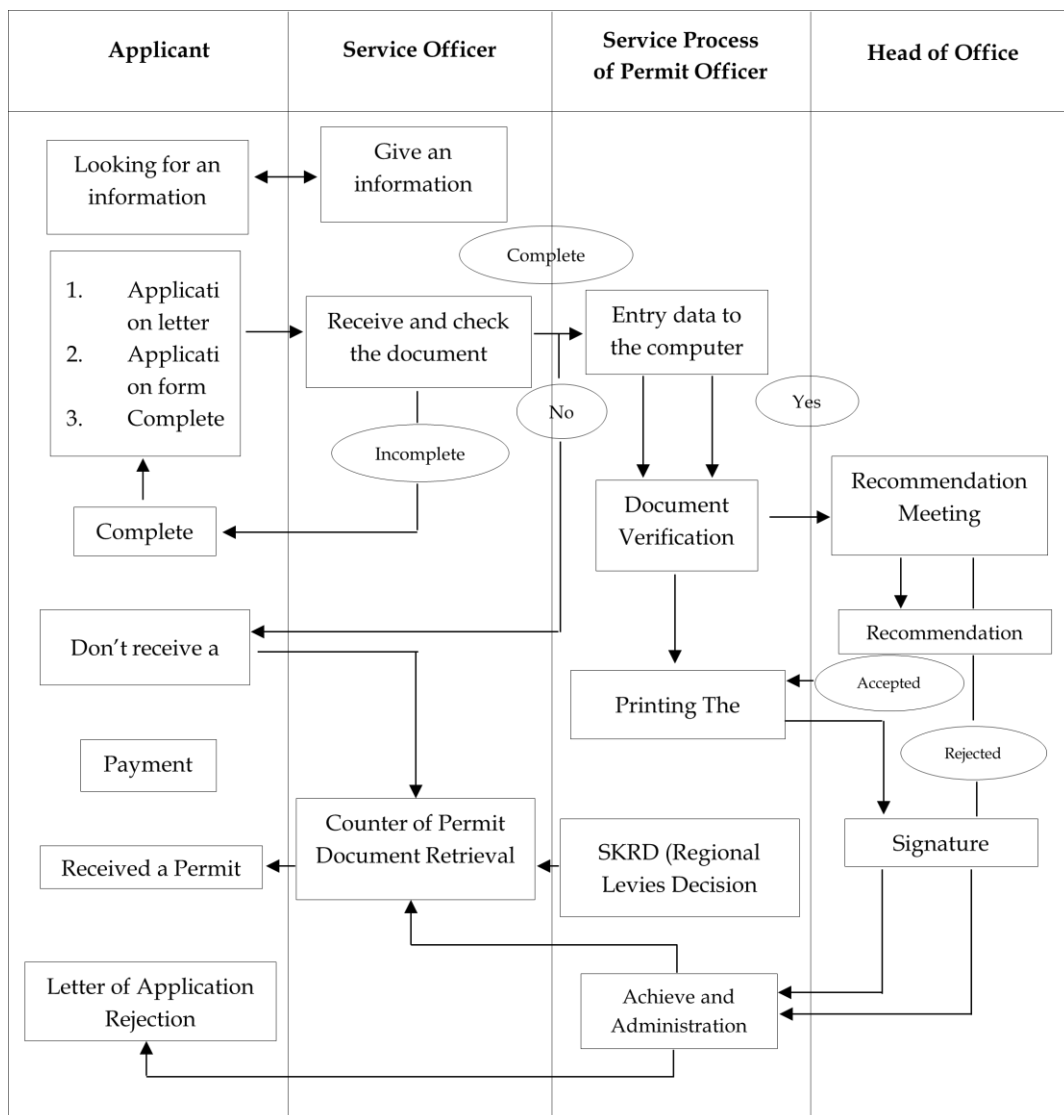 Applicant
Service Officer
Service Process
of Permit Officer
Head of Office
Looking for an
information
Give an
information
Complete
1. Applicati
on letter
2. Applicati
on form
3. Complete
Receive and check
the document
Entry data to
the computer
No
Yes
Incomplete
Complete
Document
Verification
Recommendation
Meeting
Don’t receive a
Recommendation
Printing The
Accepted
Rejected
Payment
Counter of Permit
Document Retrieval
SKRD (Regional
Levies Decision
Signature
Received a Permit
Letter of Application
Rejection
Achieve and
Administration